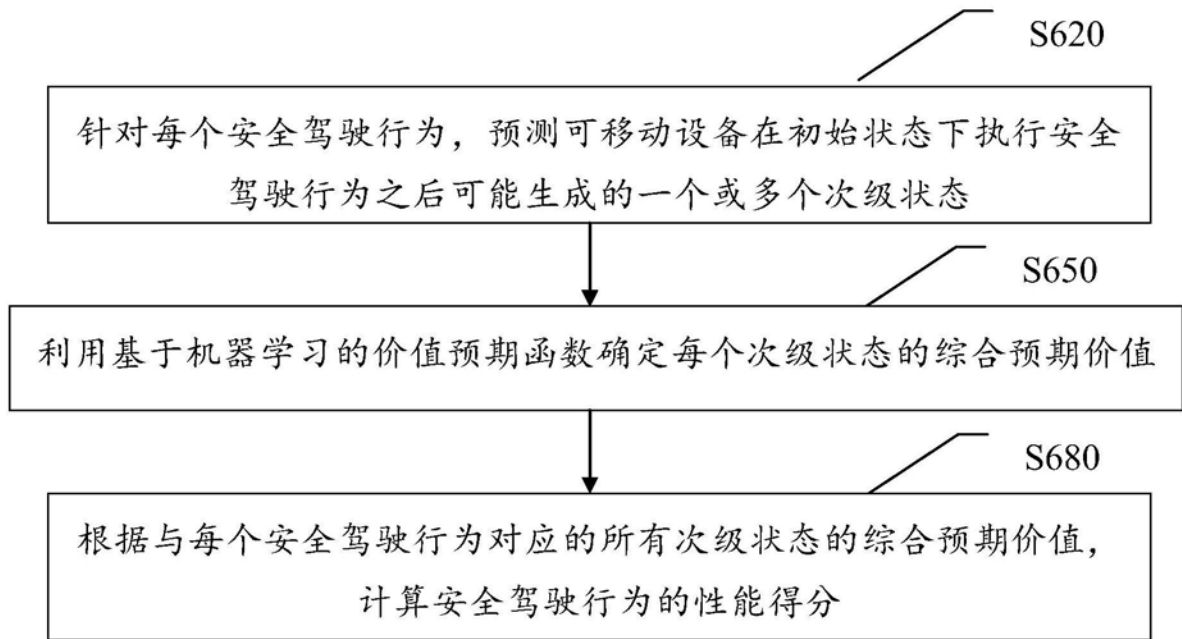 S620
针对每个安全驾驶行为，预测可移动设备在初始状态下执行安全
驾驶行为之后可能生成的一个或多个次级状态
S650
利用基于机器学习的价值预期函数确定每个次级状态的综合预期价值
S680
根据与每个安全驾驶行为对应的所有次级状态的综合预期价值，
计算安全驾驶行为的性能得分